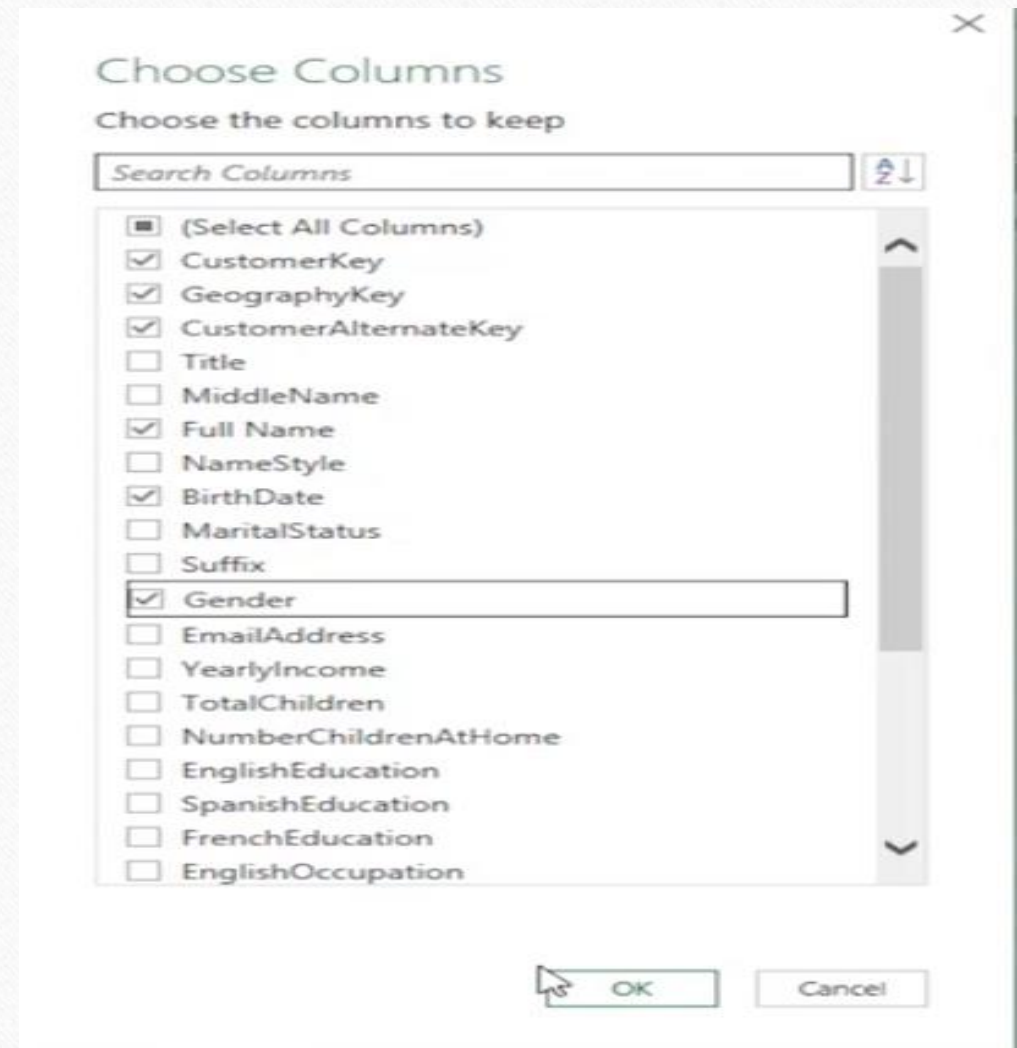 Choose Columns
Choose the columns to keep
Search Columns
(Select All Columns)
CustomerKey
GeographyKey
CustomerAlternateKey
Title
MiddleName
Full Name
NameStyle
BirthDate
MaritalStatus
Suffix
Gender
EmailAddress
YearlyIncome
TotalChildren
NumberChildrenAtHome
EnglishEducation
SpanishEducation
FrenchEducation
EnglishOccupation
OK Cancel